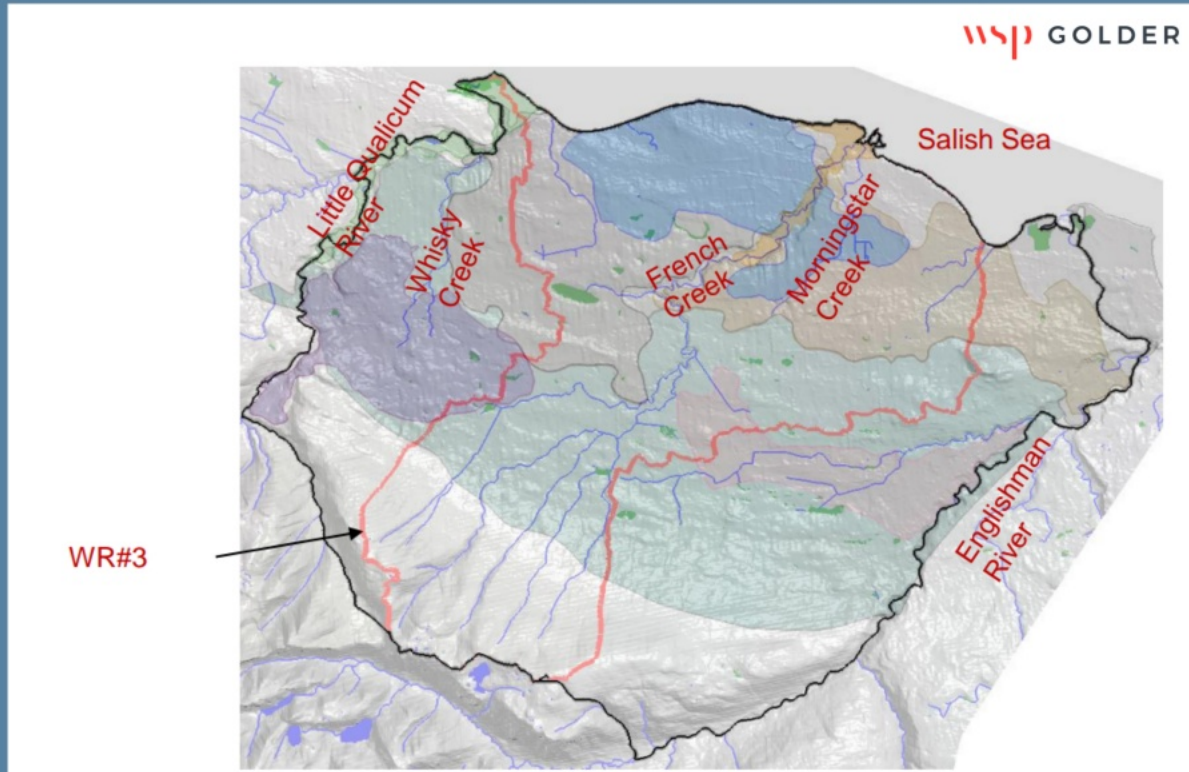 wsp GOLDER
Salish Sea
Little Qualicum
River
Whisky
Creek
French
Creek
Morningstar
Creek
Englishman
River
WR#3